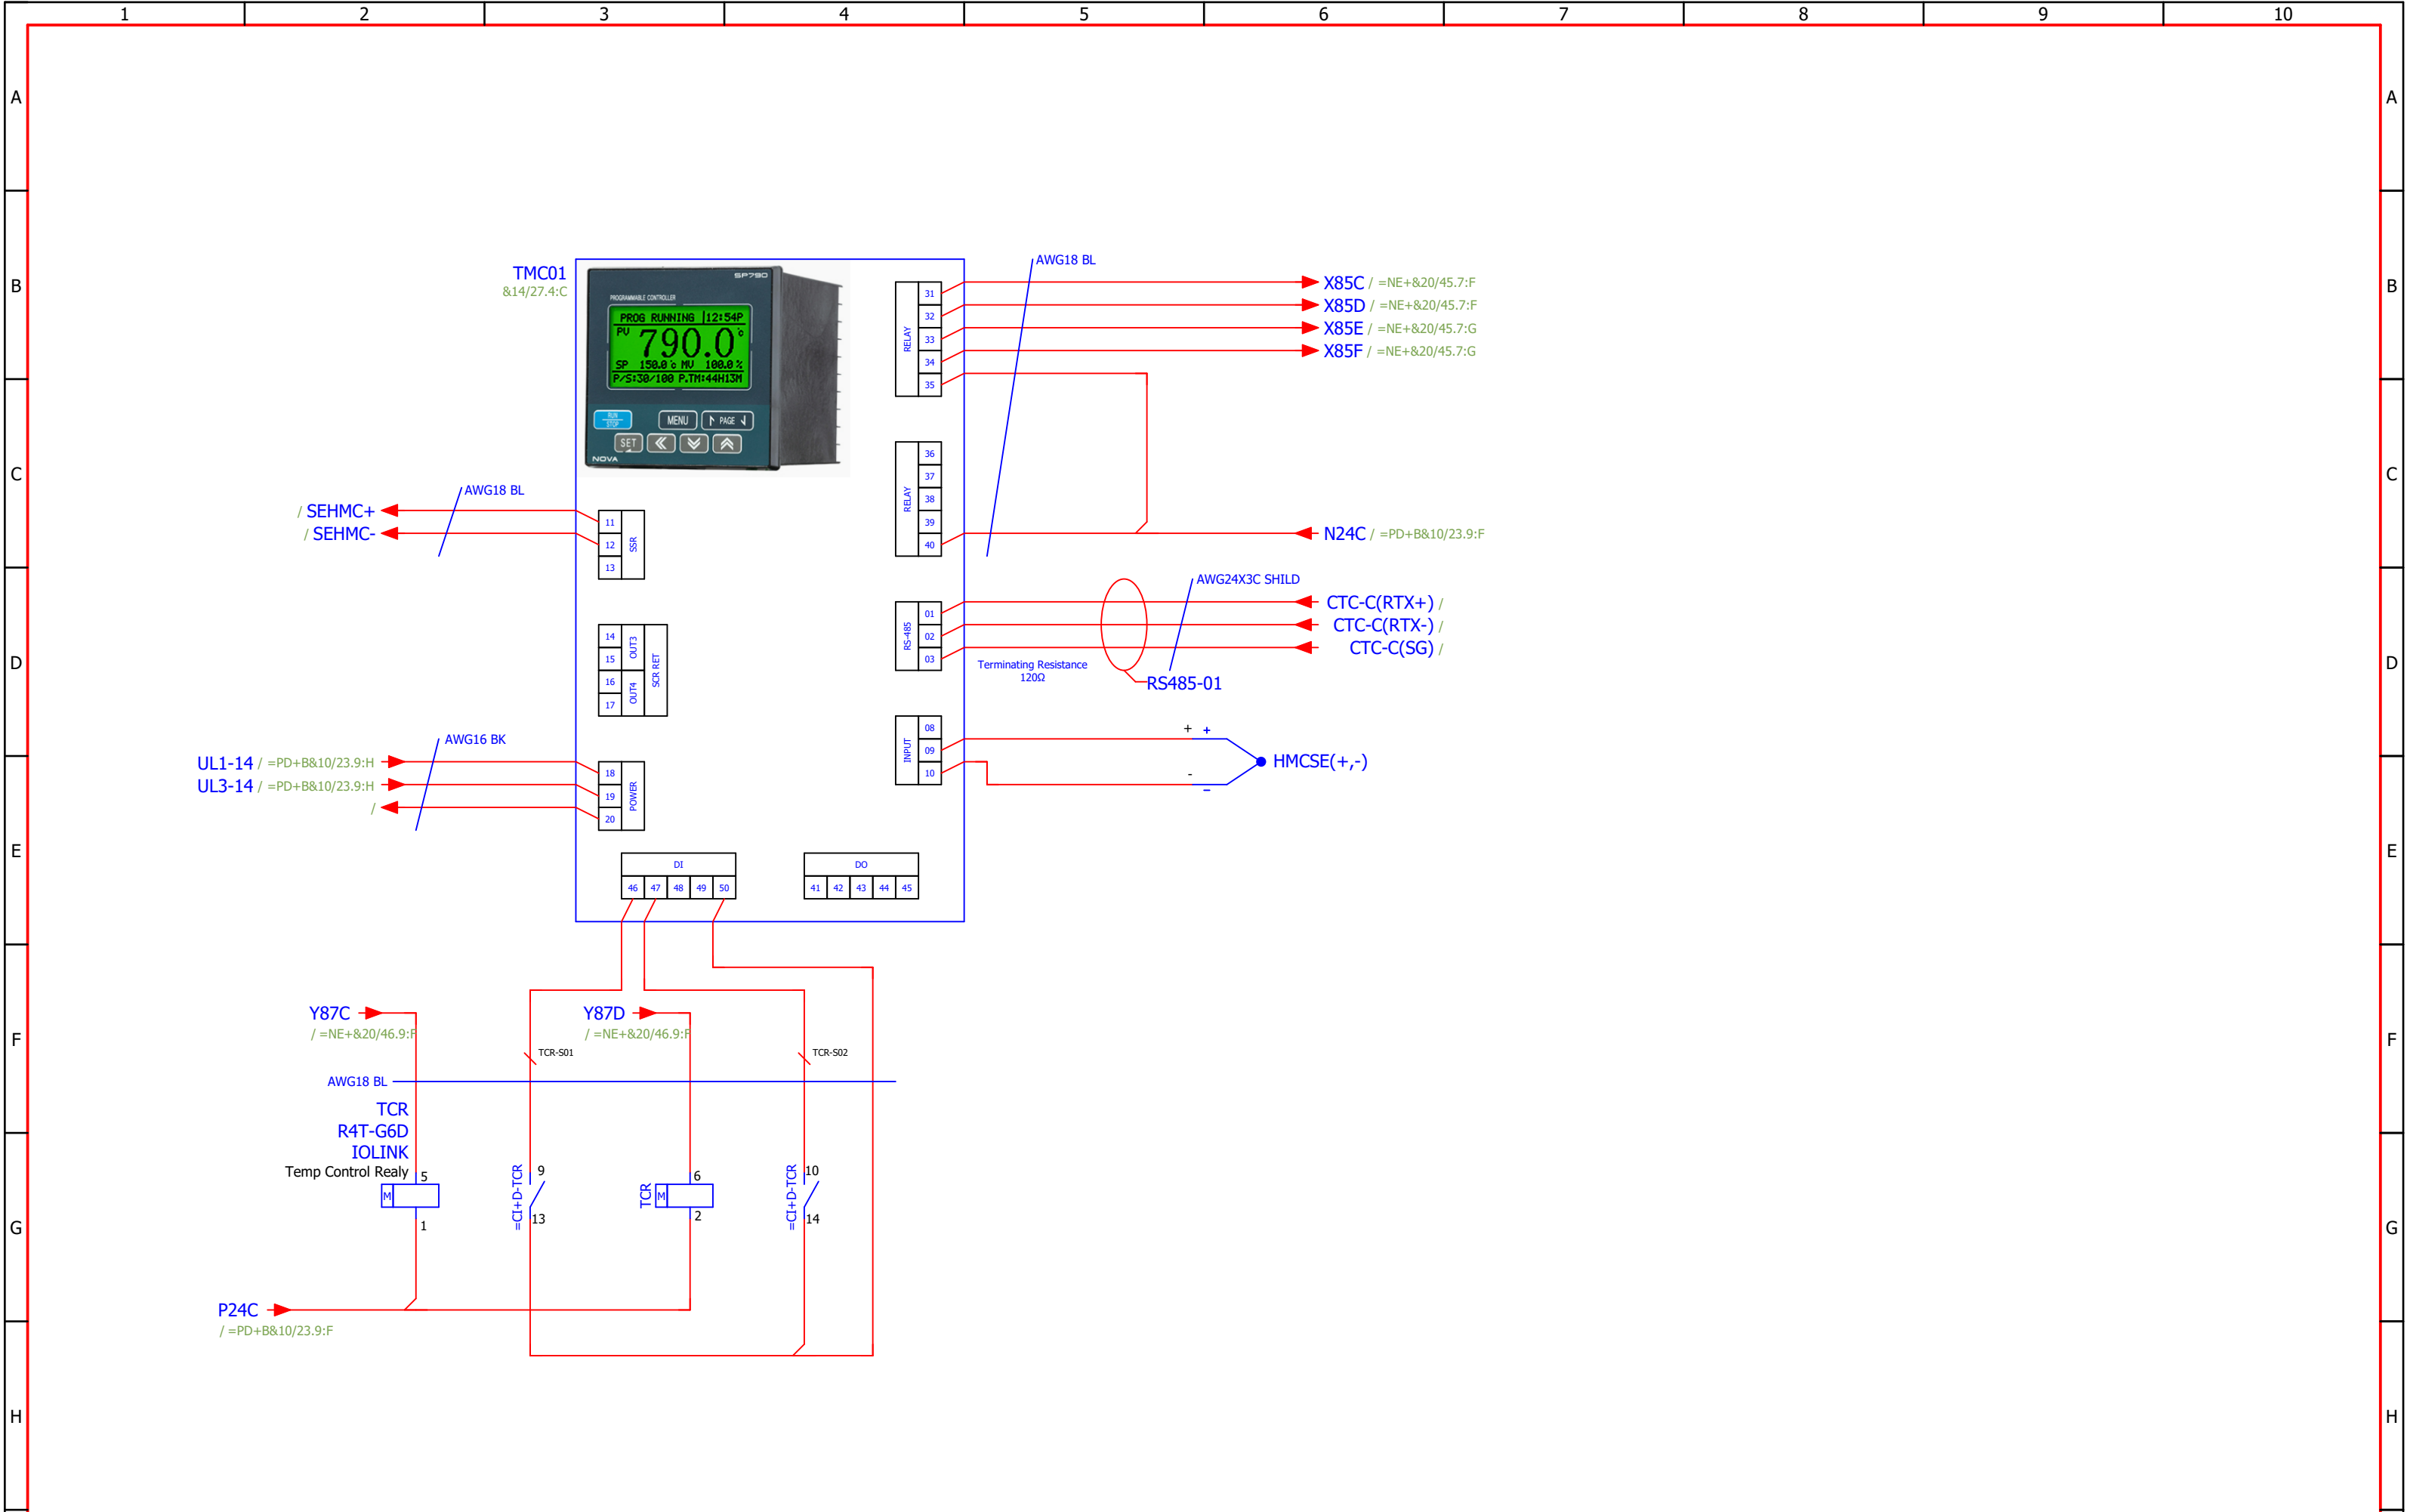 1 2 3 4 5 6 7 8 9 10
A A
B B
C C
D D
E E
F F
G G
H H
TMC01
&14/27.4:C
SP790
PROGRAMMABLE CONTROLLER
PROG RUNNING 12:54P
PV 790.0℃
SP 150.0℃ MV 100.0%
P/S:30/100 P.TM:44H13M
RUN
STOP
MENU
PAGE
SET
NOVA
AWG18 BL
RELAY
31
32
33
34
35
X85C / =NE+&20/45.7:F
X85D / =NE+&20/45.7:F
X85E / =NE+&20/45.7:G
X85F / =NE+&20/45.7:G
RELAY
36
37
38
39
40
N24C / =PD+B&10/23.9:F
/ SEHMC+
/ SEHMC-
AWG18 BL
11
12
13
SSR
AWG24X3C SHILD
RS-485
01
02
03
CTC-C(RTX+) /
CTC-C(RTX-) /
CTC-C(SG) /
Terminating Resistance
120Ω
RS485-01
14
15
16
17
OUT3
OUT4
SCR RET
INPUT
08
09
10
+ +
- −
HMCSE(+,-)
AWG16 BK
UL1-14 / =PD+B&10/23.9:H
UL3-14 / =PD+B&10/23.9:H
/
18
19
20
POWER
DI
46 47 48 49 50
DO
41 42 43 44 45
Y87C
/ =NE+&20/46.9:F
Y87D
/ =NE+&20/46.9:F
TCR-S01
TCR-S02
AWG18 BL
TCR
R4T-G6D
IOLINK
Temp Control Realy
5
M
1
=CI+D-TCR
9
13
TCR
6
M
2
=CI+D-TCR
10
14
P24C
/ =PD+B&10/23.9:F